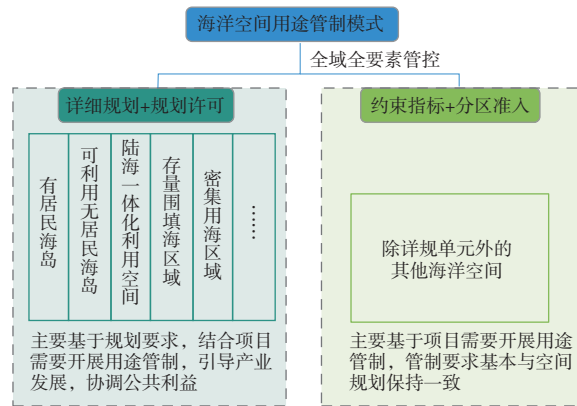 海洋空间用途管制模式
全域全要素管控
详细规划+规划许可
有居民海岛
可利用无居民海岛
陆海一体化利用空间
存量围填海区域
密集用海区域
……
主要基于规划要求，结合项目
需要开展用途管制，引导产业
发展，协调公共利益
约束指标+分区准入
除详规单元外的
其他海洋空间
主要基于项目需要开展用途
管制，管制要求基本与空间
规划保持一致